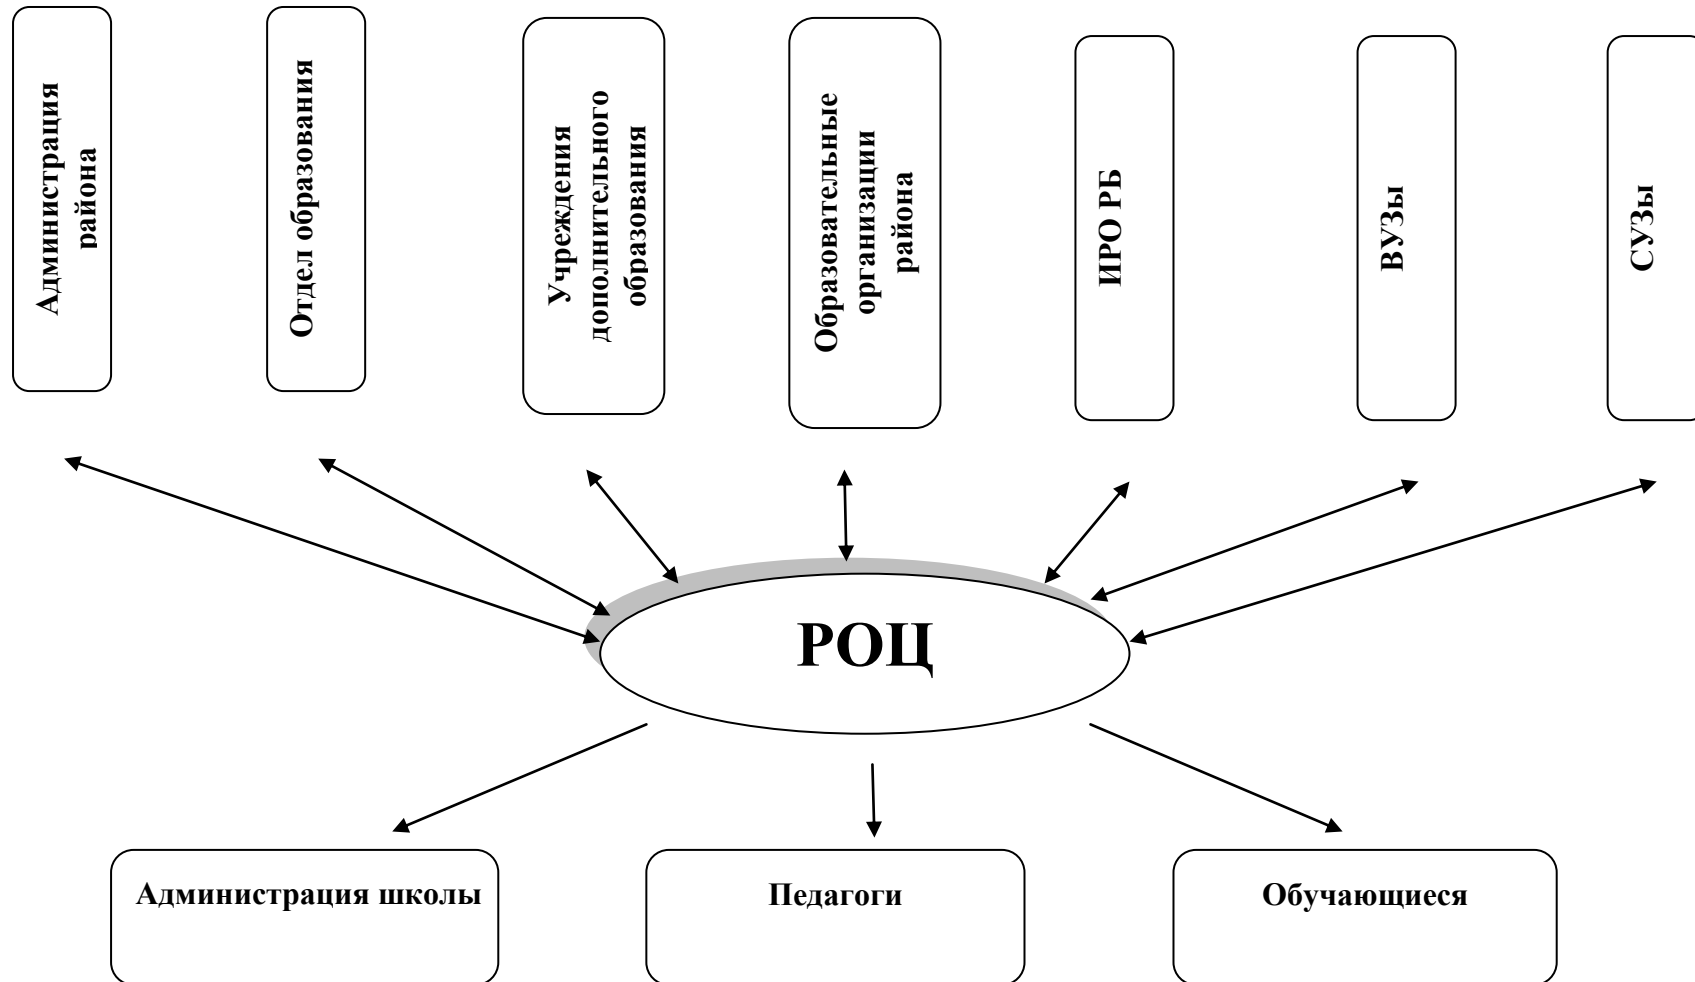 Администрация
района
Отдел образования
Учреждения
дополнительного
образования
Образовательные
организации
района
ИРО РБ
ВУЗы
СУЗы
РОЦ
Администрация школы
Педагоги
Обучающиеся